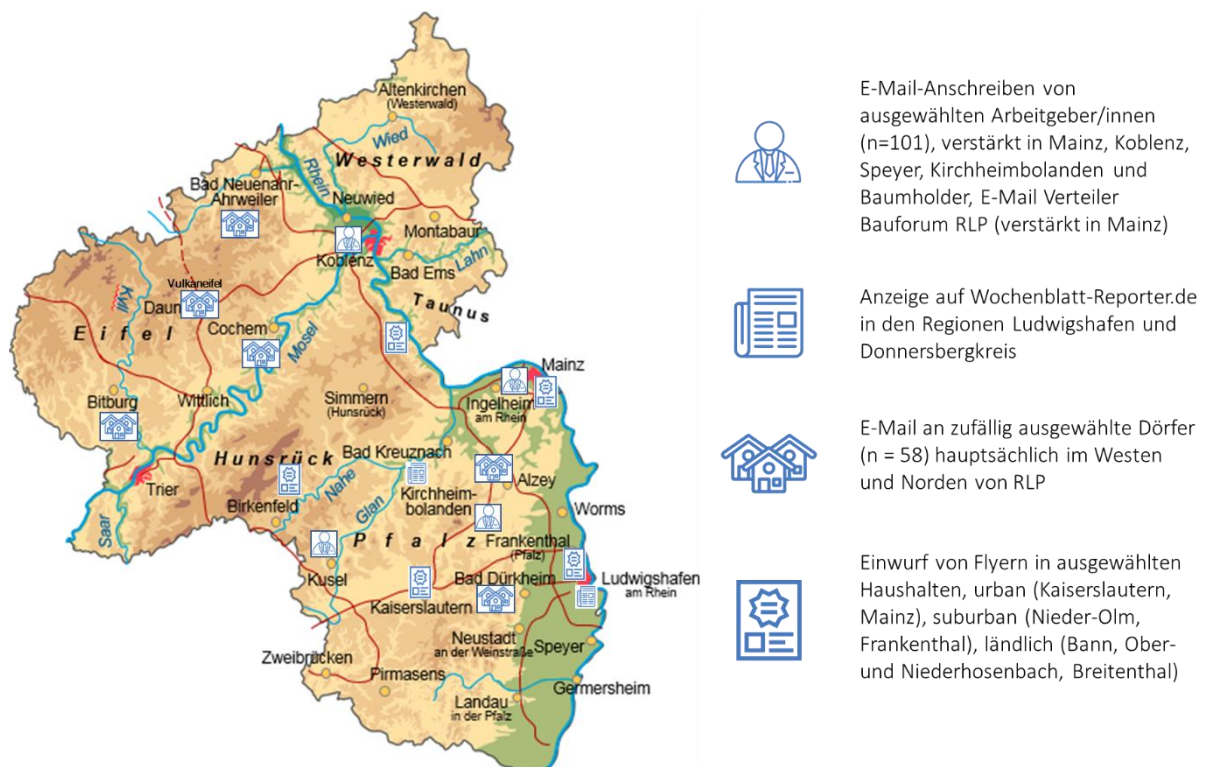 Altenkirchen
(Westerwald)
Wied
Westerwald
Rhein
Bad Neuenahr-
Ahrweiler
Neuwied
Montabaur
Koblenz
Lahn
Bad Ems
Taunus
Vulkaneifel
Kyll
Daun
Eifel
Cochem
Mosel
Mainz
Simmern
(Hunsrück)
Ingelheim
am Rhein
Bitburg
Wittlich
Hunsrück
Bad Kreuznach
Trier
Nahe
Kirchheim-
bolanden
Alzey
Birkenfeld
Glan
Worms
Saar
Pfalz
Frankenthal
(Pfalz)
Kusel
Bad Dürkheim
Ludwigshafen
am Rhein
Kaiserslautern
Neustadt
an der Weinstraße
Speyer
Zweibrücken
Pirmasens
Germersheim
Landau
in der Pfalz
E-Mail-Anschreiben von
ausgewählten Arbeitgeber/innen
(n=101), verstärkt in Mainz, Koblenz,
Speyer, Kirchheimbolanden und
Baumholder, E-Mail Verteiler
Bauforum RLP (verstärkt in Mainz)
Anzeige auf Wochenblatt-Reporter.de
in den Regionen Ludwigshafen und
Donnersbergkreis
E-Mail an zufällig ausgewählte Dörfer
(n = 58) hauptsächlich im Westen
und Norden von RLP
Einwurf von Flyern in ausgewählten
Haushalten, urban (Kaiserslautern,
Mainz), suburban (Nieder-Olm,
Frankenthal), ländlich (Bann, Ober-
und Niederhosenbach, Breitenthal)